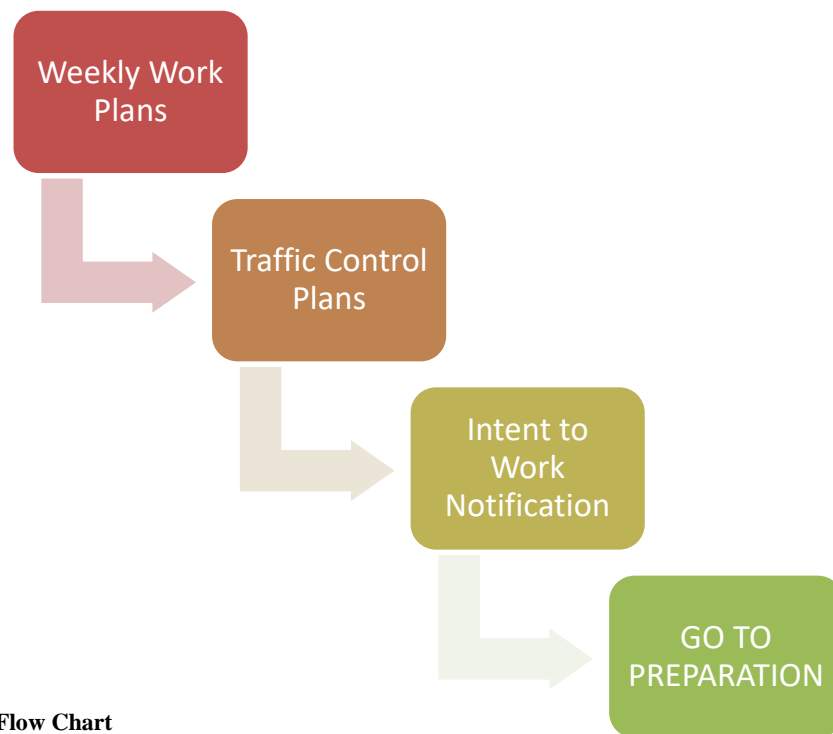 Weekly Work
Plans
Traffic Control
Plans
Intent to
Work
Notification
GO TO
PREPARATION
Flow Chart